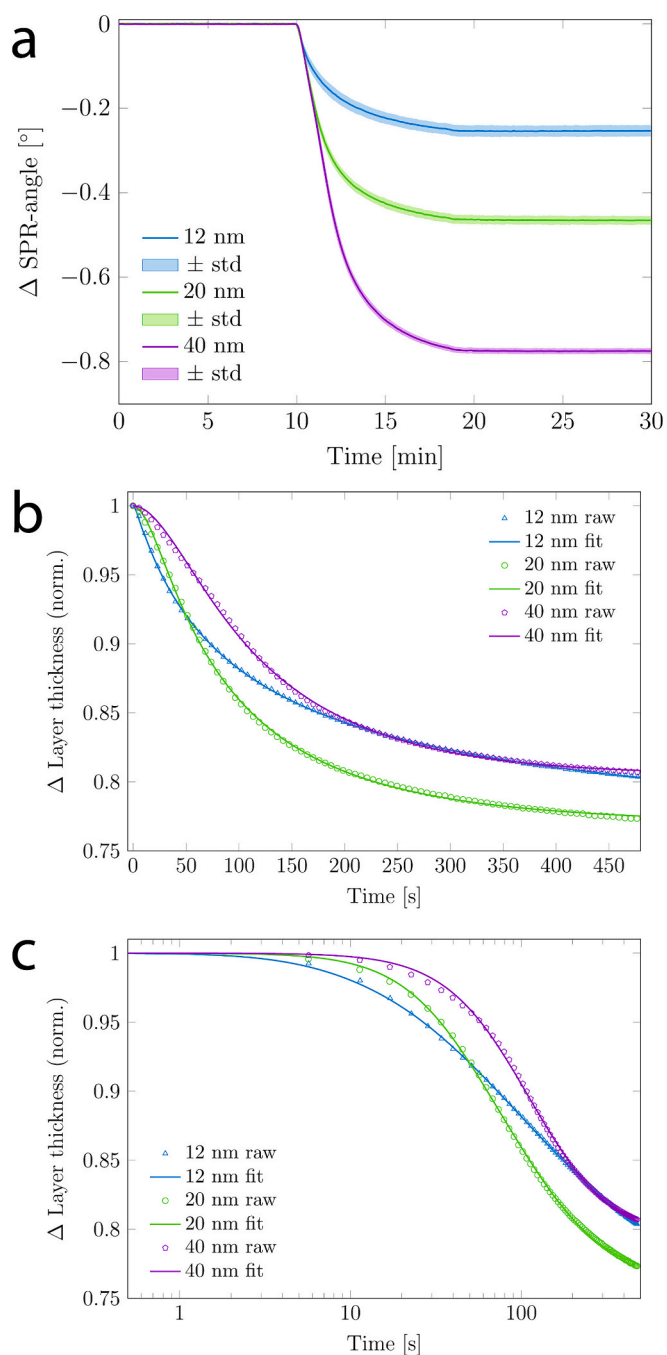 a
0
−0.2
−0.4
−0.6
−0.8
Δ SPR-angle [°]
12 nm
± std
20 nm
± std
40 nm
± std
0 5 10 15 20 25 30
Time [min]
b
1
0.95
0.9
0.85
0.8
0.75
Δ Layer thickness (norm.)
12 nm raw
12 nm fit
20 nm raw
20 nm fit
40 nm raw
40 nm fit
0 50 100 150 200 250 300 350 400 450
Time [s]
c
1
0.95
0.9
0.85
0.8
0.75
Δ Layer thickness (norm.)
12 nm raw
12 nm fit
20 nm raw
20 nm fit
40 nm raw
40 nm fit
1 10 100
Time [s]